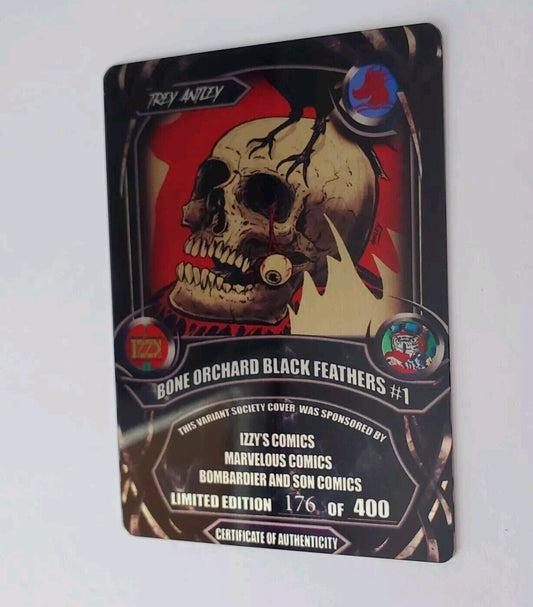 TREY ANTLEY
IZZY
BONE ORCHARD BLACK FEATHERS #1
THIS VARIANT SOCIETY COVER WAS SPONSORED BY
IZZY'S COMICS
MARVELOUS COMICS
BOMBARDIER AND SON COMICS
LIMITED EDITION 176 OF 400
CERTIFICATE OF AUTHENTICITY